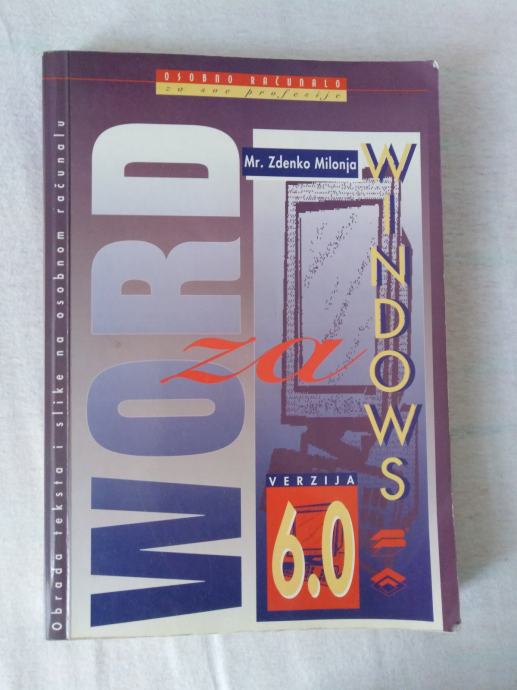 OSOBNO RAČUNALO
za sve profesije
Mr. Zdenko Milonja
WORD
za
WINDOWS
VERZIJA
6.0
Obrada teksta i slike na osobnom računalu